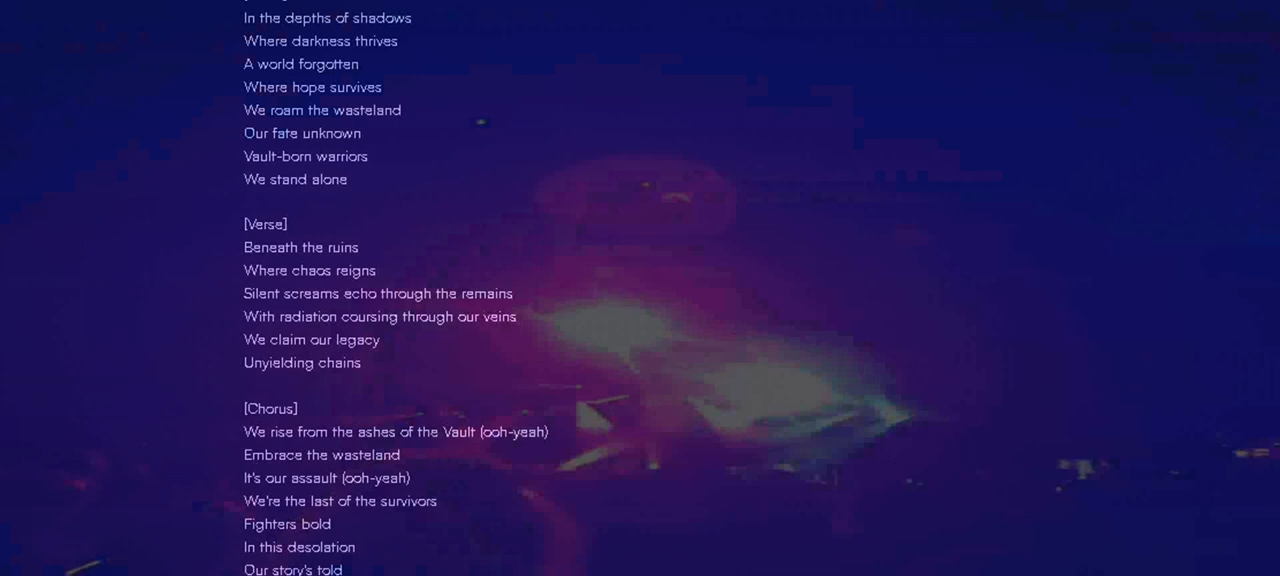 In the depths of shadows
Where darkness thrives
A world forgotten
Where hope survives
We roam the wasteland
Our fate unknown
Vault-born warriors
We stand alone
[Verse]
Beneath the ruins
Where chaos reigns
Silent screams echo through the remains
With radiation coursing through our veins
We claim our legacy
Unyielding chains
[Chorus]
We rise from the ashes of the Vault (ooh-yeah)
Embrace the wasteland
It's our assault (ooh-yeah)
We're the last of the survivors
Fighters bold
In this desolation
Our story's told